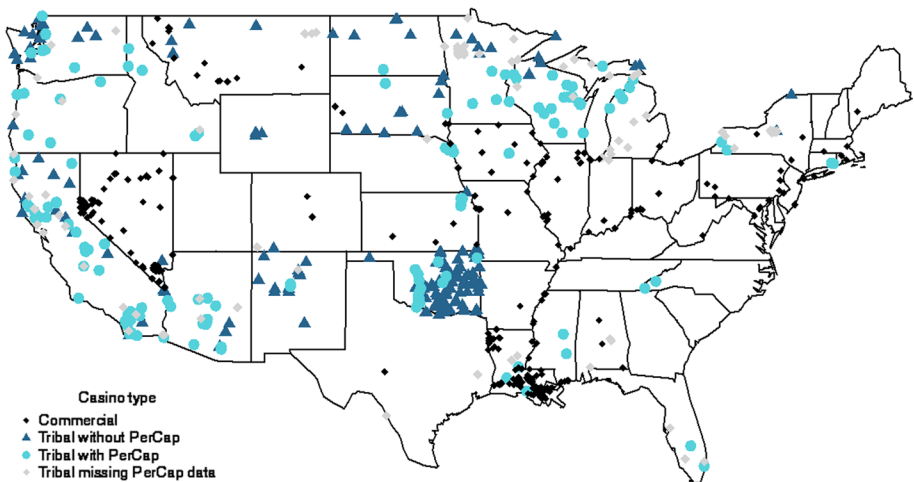 Casino type
Commercial
Tribal without PerCap
Tribal with PerCap
Tribal missing PerCap data